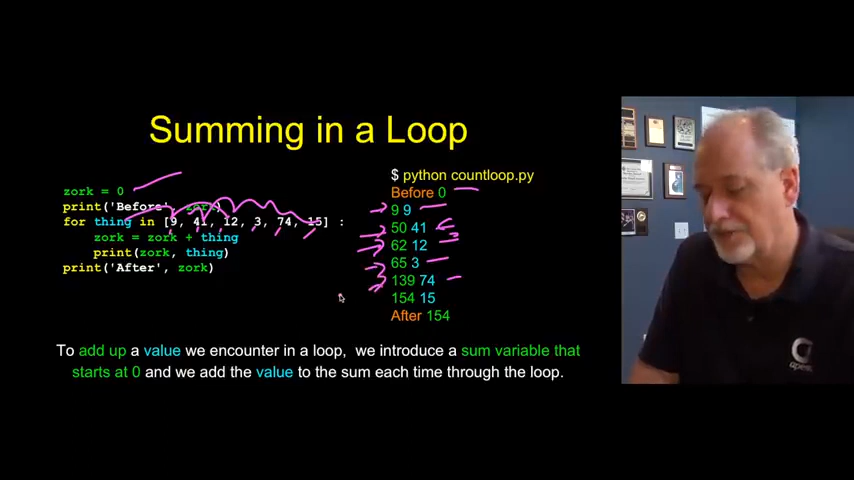 Summing in a Loop
zork = 0
print('Before', zork)
for thing in [9, 41, 12, 3, 74, 15] :
zork = zork + thing
print(zork, thing)
print('After', zork)
$ python countloop.py
Before 0
9 9
50 41
62 12
65 3
139 74
154 15
After 154
To add up a value we encounter in a loop, we introduce a sum variable that
starts at 0 and we add the value to the sum each time through the loop.